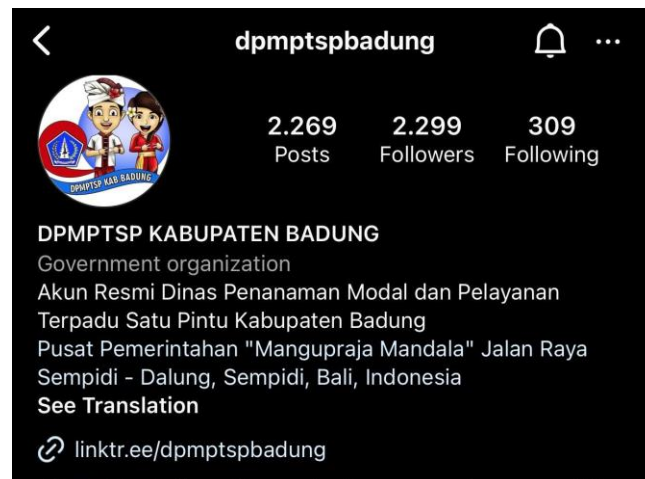 dpmptspbadung
2.269 2.299 309
Posts Followers Following
DPMPTSP KAB BADUNG
DPMPTSP KABUPATEN BADUNG
Government organization
Akun Resmi Dinas Penanaman Modal dan Pelayanan
Terpadu Satu Pintu Kabupaten Badung
Pusat Pemerintahan "Mangupraja Mandala" Jalan Raya
Sempidi - Dalung, Sempidi, Bali, Indonesia
See Translation
linktr.ee/dpmptspbadung